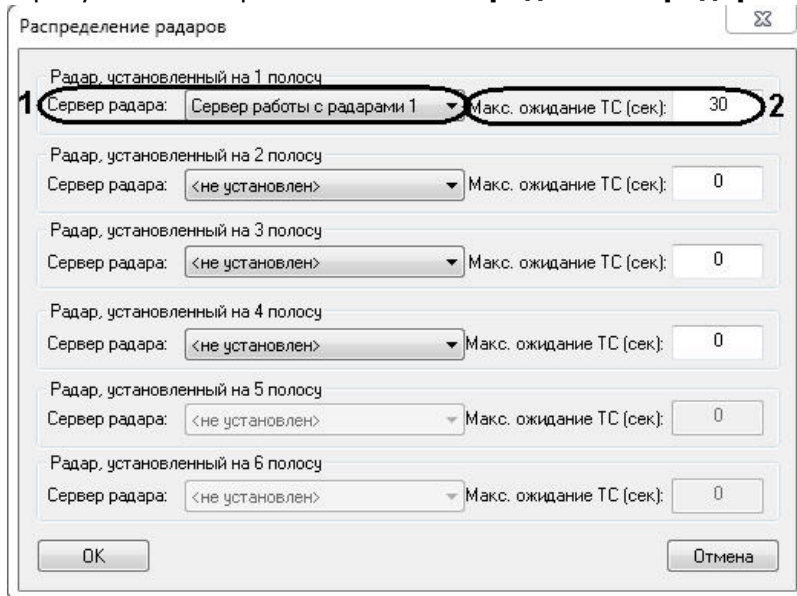 Распределение радаров
Радар, установленный на 1 полосу
1 Сервер радара: Сервер работы с радарами 1 Макс. ожидание ТС (сек): 30 2
Радар, установленный на 2 полосу
Сервер радара: <не установлен> Макс. ожидание ТС (сек): 0
Радар, установленный на 3 полосу
Сервер радара: <не установлен> Макс. ожидание ТС (сек): 0
Радар, установленный на 4 полосу
Сервер радара: <не установлен> Макс. ожидание ТС (сек): 0
Радар, установленный на 5 полосу
Сервер радара: <не установлен> Макс. ожидание ТС (сек): 0
Радар, установленный на 6 полосу
Сервер радара: <не установлен> Макс. ожидание ТС (сек): 0
OK Отмена